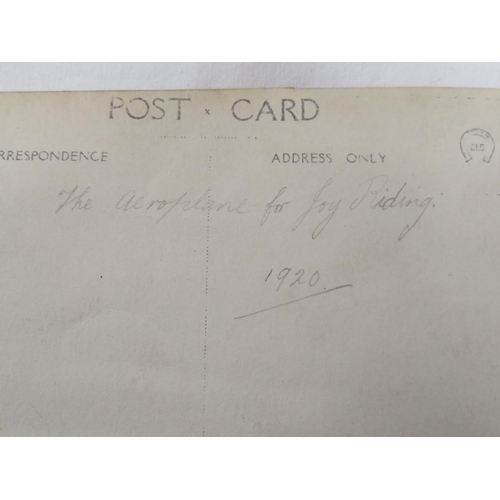 POST × CARD
RRESPONDENCE
ADDRESS ONLY
The Aeroplane for Joy Riding.
1920.